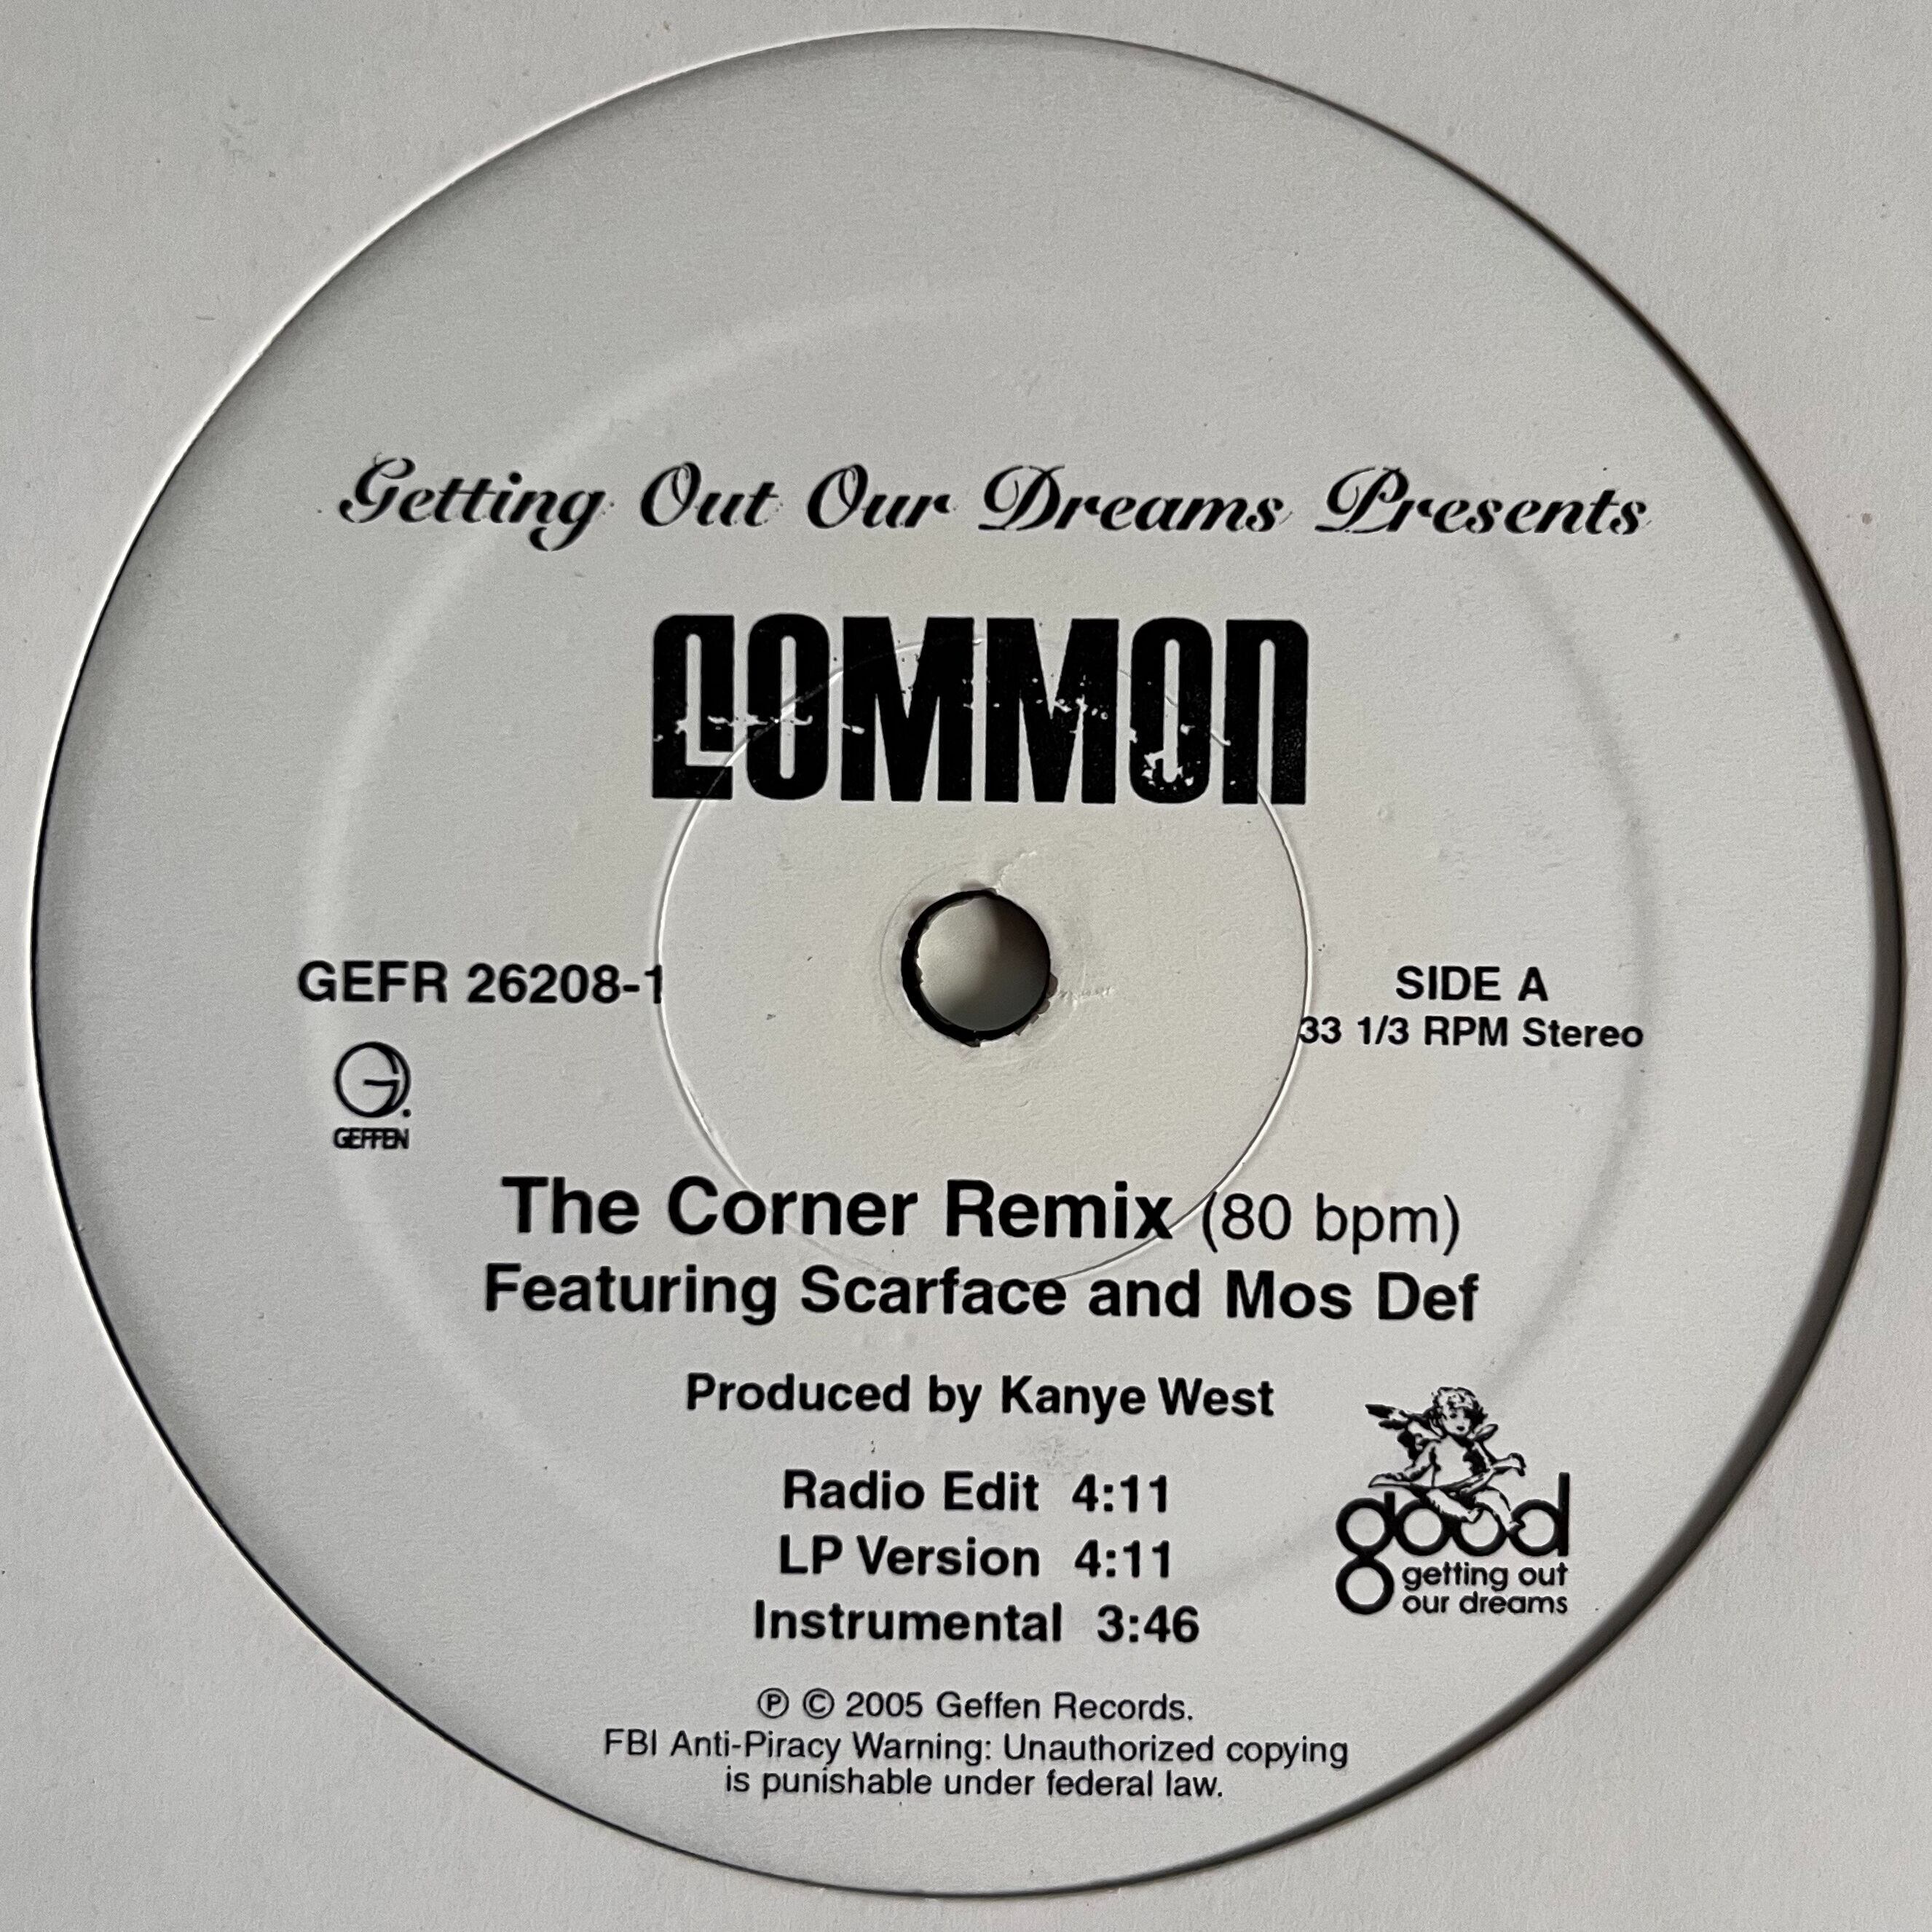 Getting Out Our Dreams Presents
COMMON
GEFR 26208-1
SIDE A
33 1/3 RPM Stereo
G.
GEFFEN
The Corner Remix (80 bpm)
Featuring Scarface and Mos Def
Produced by Kanye West
Radio Edit 4:11
LP Version 4:11
Instrumental 3:46
good
getting out
our dreams
℗ © 2005 Geffen Records.
FBI Anti-Piracy Warning: Unauthorized copying
is punishable under federal law.